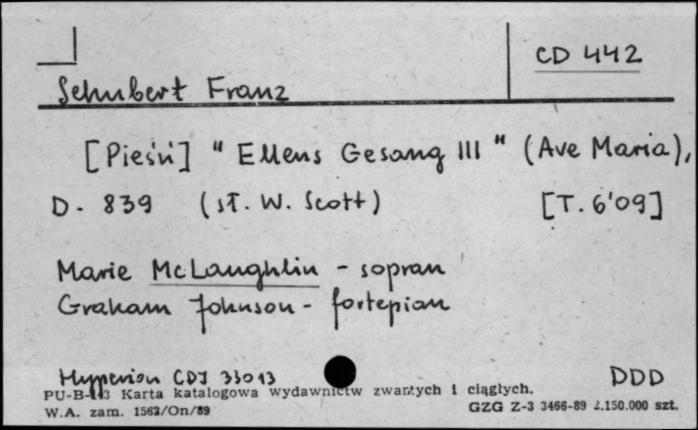 CD 442
Schubert Franz
[Pieśń] "Ellens Gesang III" (Ave Maria),
D. 839 (sł. W. Scott) [T. 6'09]
Marie McLaughlin - sopran
Graham Johnson - fortepian
Hyperion CDJ 33013 DDD
PU-B-113 Karta katalogowa wydawnictw zwartych i ciągłych.
W.A. zam. 1562/On/89 GZG Z-3 3466-89 2.150.000 szt.